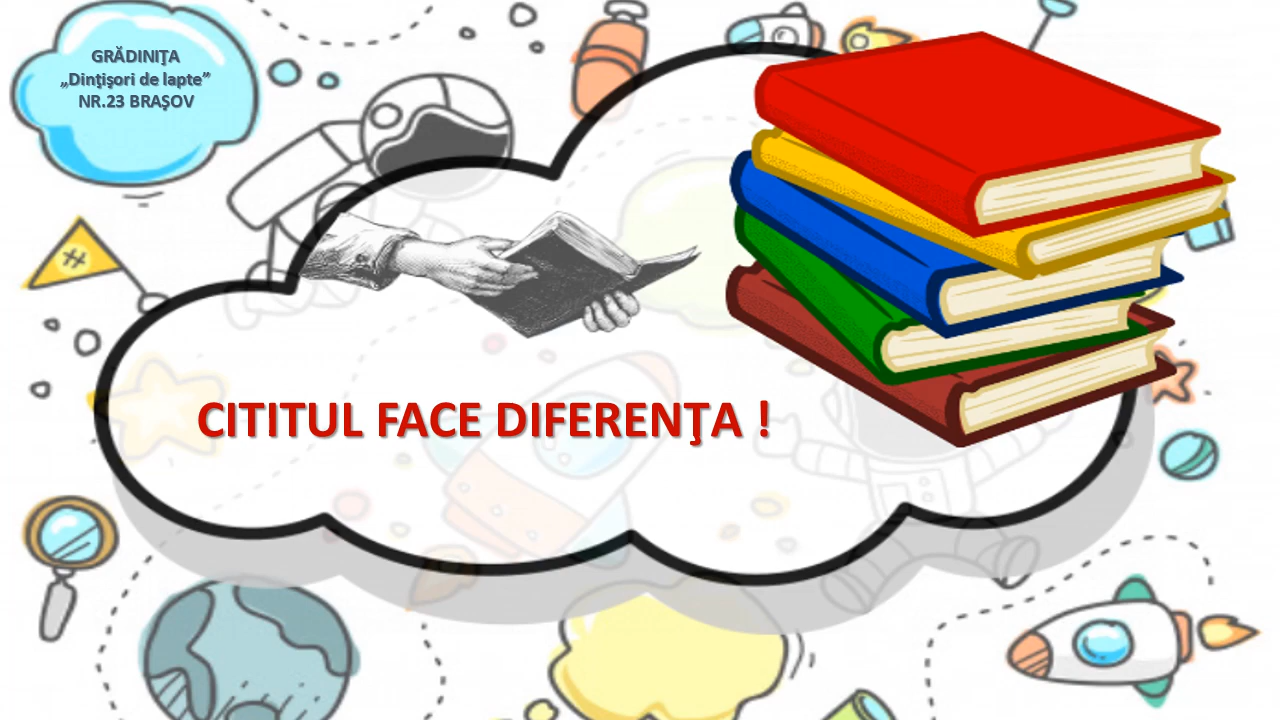 GRĂDINIŢA
„Dinţişori de lapte”
NR.23 BRAŞOV
CITITUL FACE DIFERENŢA !